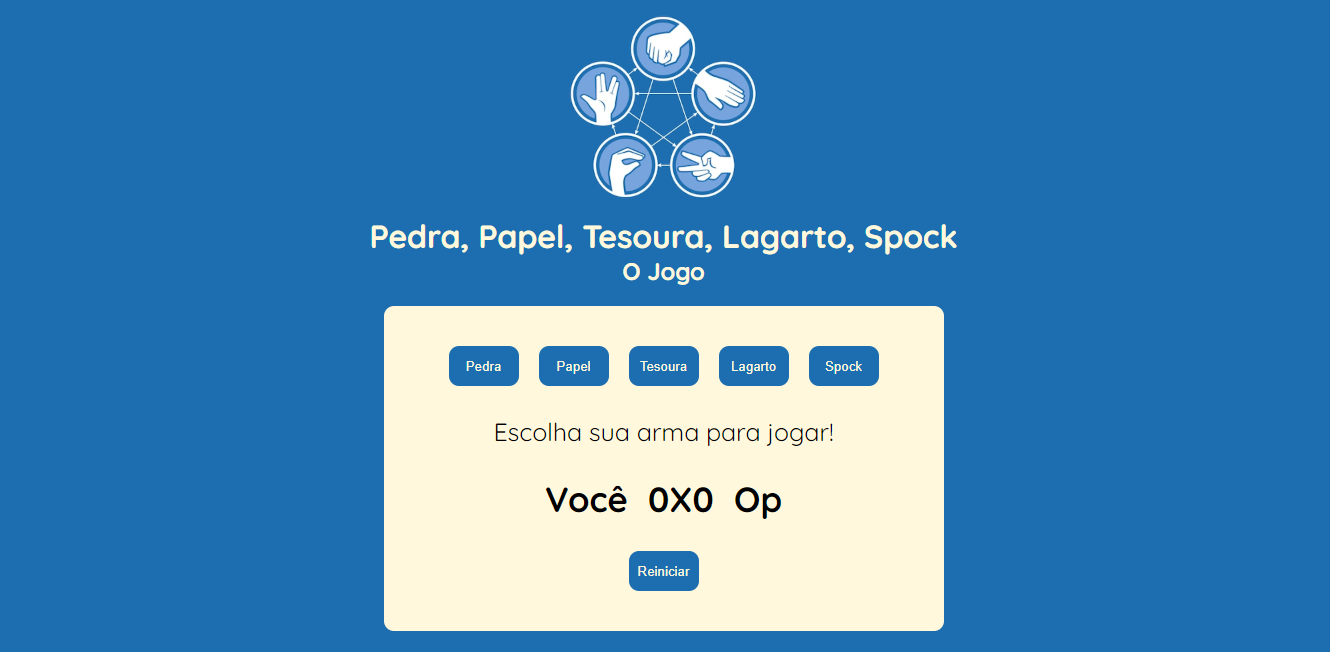 Pedra, Papel, Tesoura, Lagarto, Spock
O Jogo
Pedra Papel Tesoura Lagarto Spock
Escolha sua arma para jogar!
Você 0X0 Op
Reiniciar